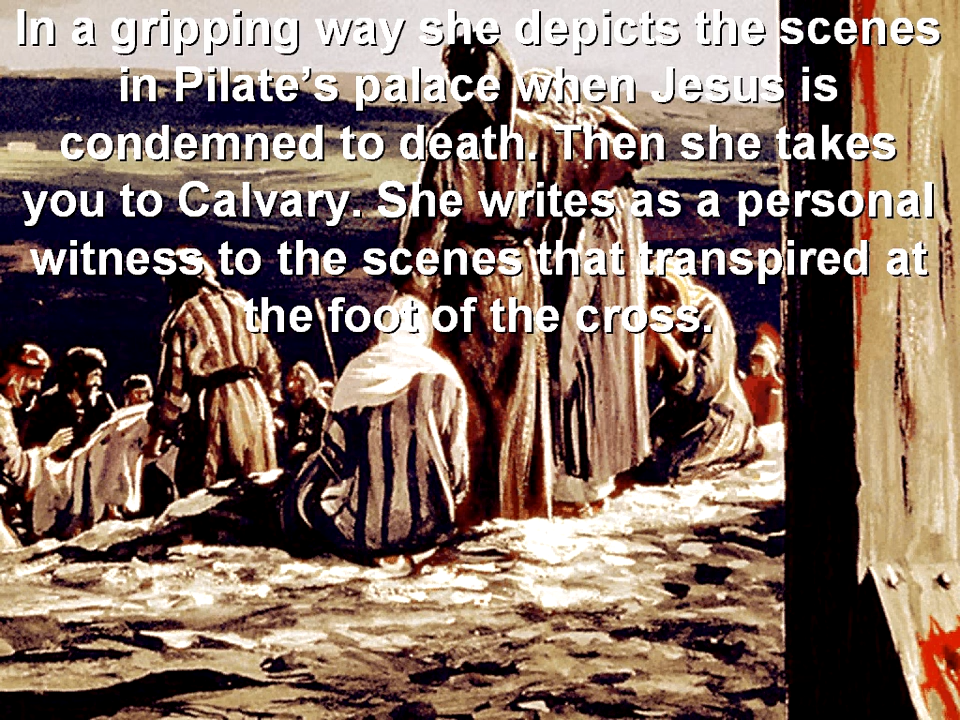 In a gripping way she depicts the scenes
in Pilate’s palace when Jesus is
condemned to death. Then she takes
you to Calvary. She writes as a personal
witness to the scenes that transpired at
the foot of the cross.